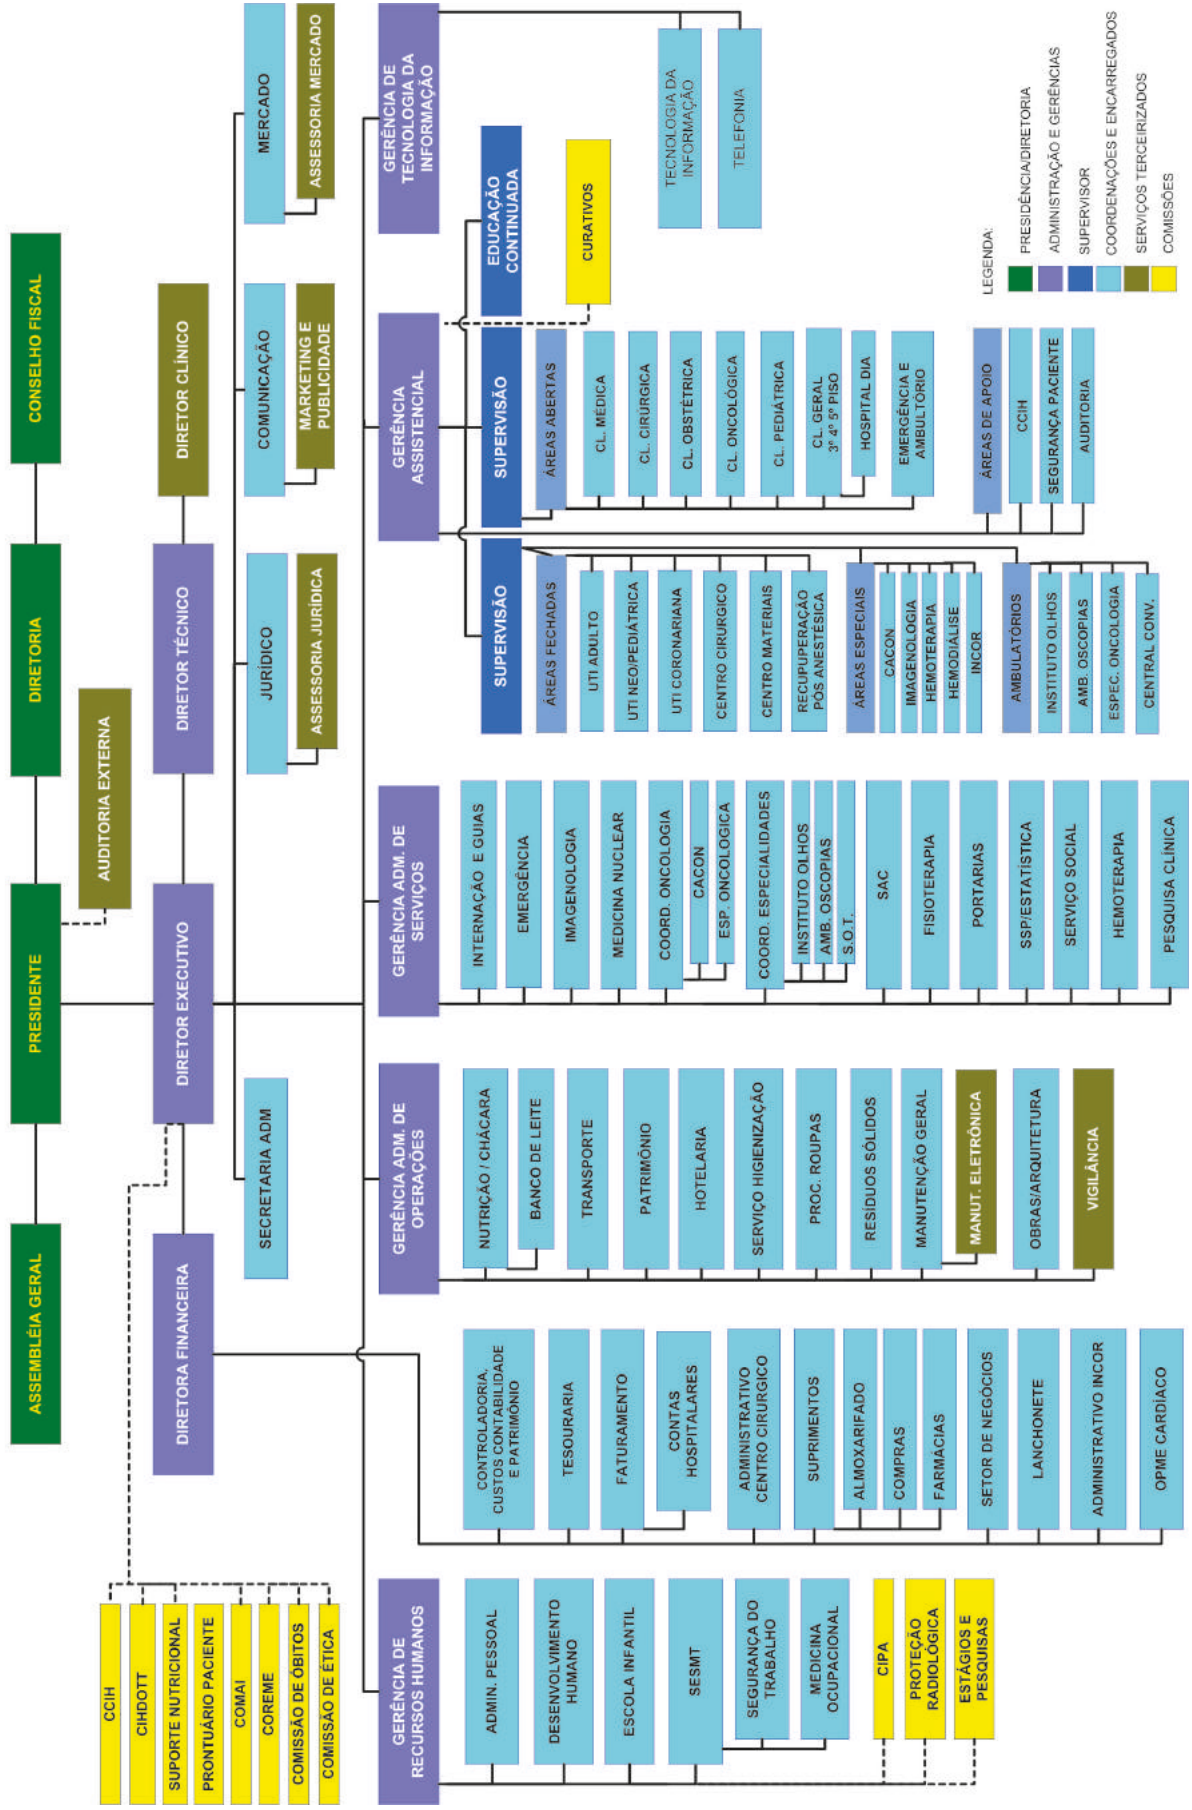 ASSEMBLÉIA GERAL
PRESIDENTE
DIRETORIA
CONSELHO FISCAL
AUDITORIA EXTERNA
DIRETORA FINANCEIRA
DIRETOR EXECUTIVO
DIRETOR TÉCNICO
DIRETOR CLÍNICO
CCIH
CIHDOTT
SUPORTE NUTRICIONAL
PRONTUÁRIO PACIENTE
COMAI
COREME
COMISSÃO DE ÓBITOS
COMISSÃO DE ÉTICA
SECRETARIA ADM
JURÍDICO
ASSESSORIA JURÍDICA
COMUNICAÇÃO
MARKETING E
PUBLICIDADE
MERCADO
ASSESSORIA MERCADO
GERÊNCIA DE
RECURSOS HUMANOS
ADMIN. PESSOAL
DESENVOLVIMENTO
HUMANO
ESCOLA INFANTIL
SESMT
SEGURANÇA DO
TRABALHO
MEDICINA
OCUPACIONAL
CIPA
PROTEÇÃO
RADIOLÓGICA
ESTÁGIOS E
PESQUISAS
CONTROLADORIA,
CUSTOS CONTABILIDADE
E PATRIMÔNIO
TESOURARIA
FATURAMENTO
CONTAS
HOSPITALARES
ADMINISTRATIVO
CENTRO CIRURGICO
SUPRIMENTOS
ALMOXARIFADO
COMPRAS
FARMÁCIAS
SETOR DE NEGÓCIOS
LANCHONETE
ADMINISTRATIVO INCOR
OPME CARDÍACO
GERÊNCIA ADM. DE
OPERAÇÕES
NUTRIÇÃO / CHÁCARA
BANCO DE LEITE
TRANSPORTE
PATRIMÔNIO
HOTELARIA
SERVIÇO HIGIENIZAÇÃO
PROC. ROUPAS
RESÍDUOS SÓLIDOS
MANUTENÇÃO GERAL
MANUT. ELETRÔNICA
OBRAS/ARQUITETURA
VIGILÂNCIA
GERÊNCIA ADM. DE
SERVIÇOS
INTERNAÇÃO E GUIAS
EMERGÊNCIA
IMAGENOLOGIA
MEDICINA NUCLEAR
COORD. ONCOLOGIA
CACON
ESP. ONCOLOGICA
COORD. ESPECIALIDADES
INSTITUTO OLHOS
AMB. OSCOPIAS
S.O.T.
SAC
FISIOTERAPIA
PORTARIAS
SSP/ESTATÍSTICA
SERVIÇO SOCIAL
HEMOTERAPIA
PESQUISA CLÍNICA
GERÊNCIA
ASSISTENCIAL
SUPERVISÃO
ÁREAS FECHADAS
UTI ADULTO
UTI NEO/PEDIÁTRICA
UTI CORONARIANA
CENTRO CIRURGICO
CENTRO MATERIAIS
RECUPUPERAÇÃO
PÓS ANESTÉSICA
ÁREAS ESPECIAIS
CACON
IMAGENOLOGIA
HEMOTERAPIA
HEMODIÁLISE
INCOR
AMBULATÓRIOS
INSTITUTO OLHOS
AMB. OSCOPIAS
ESPEC. ONCOLOGIA
CENTRAL CONV.
SUPERVISÃO
ÁREAS ABERTAS
CL. MÉDICA
CL. CIRÚRGICA
CL. OBSTÉTRICA
CL. ONCOLÓGICA
CL. PEDIÁTRICA
CL. GERAL
3º 4º 5º PISO
HOSPITAL DIA
EMERGÊNCIA E
AMBULTÓRIO
ÁREAS DE APOIO
CCIH
SEGURANÇA PACIENTE
AUDITORIA
EDUCAÇÃO
CONTINUADA
CURATIVOS
GERÊNCIA DE
TECNOLOGIA DA
INFORMAÇÃO
TECNOLOGIA DA
INFORMAÇÃO
TELEFONIA
LEGENDA:
PRESIDÊNCIA/DIRETORIA
ADMINISTRAÇÃO E GERÊNCIAS
SUPERVISOR
COORDENAÇÕES E ENCARREGADOS
SERVIÇOS TERCEIRIZADOS
COMISSÕES